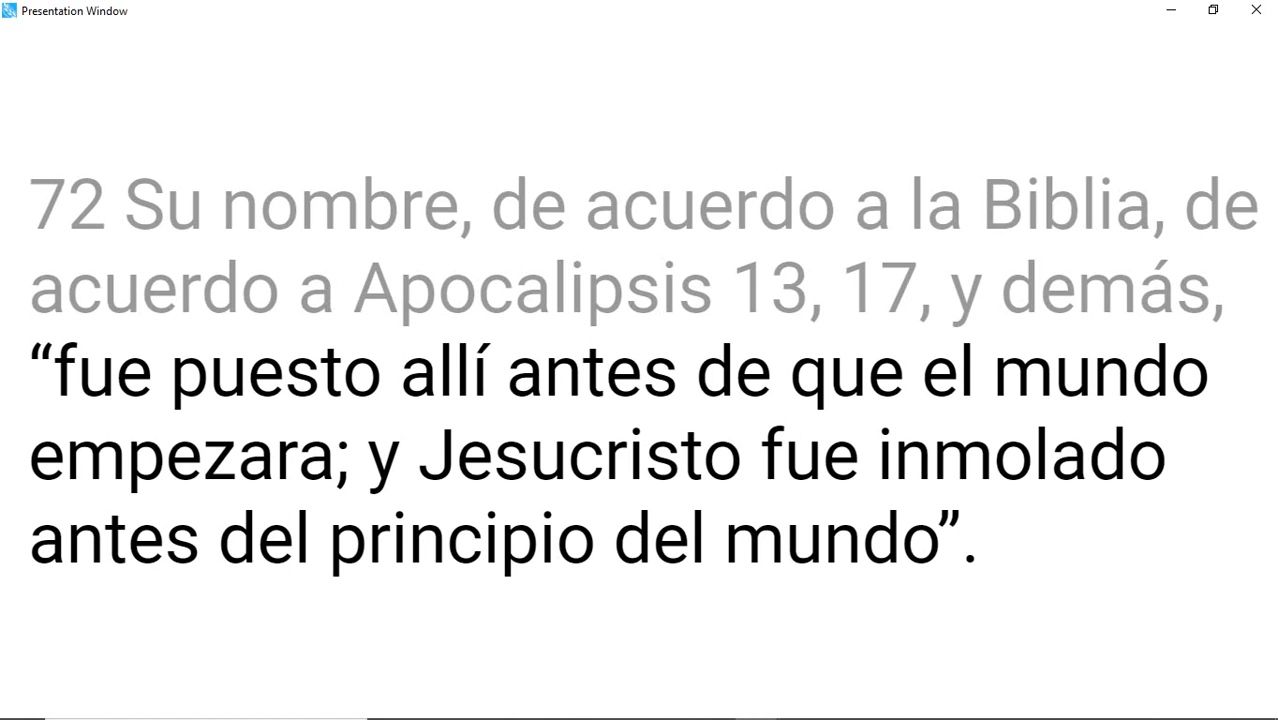 Presentation Window
72 Su nombre, de acuerdo a la Biblia, de
acuerdo a Apocalipsis 13, 17, y demás,
“fue puesto allí antes de que el mundo
empezara; y Jesucristo fue inmolado
antes del principio del mundo”.